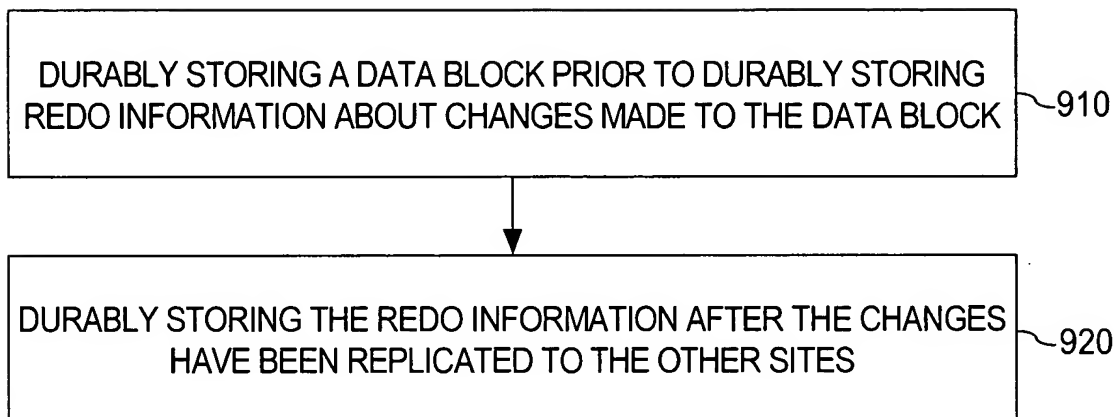 DURABLY STORING A DATA BLOCK PRIOR TO DURABLY STORING
REDO INFORMATION ABOUT CHANGES MADE TO THE DATA BLOCK
910
DURABLY STORING THE REDO INFORMATION AFTER THE CHANGES
HAVE BEEN REPLICATED TO THE OTHER SITES
920